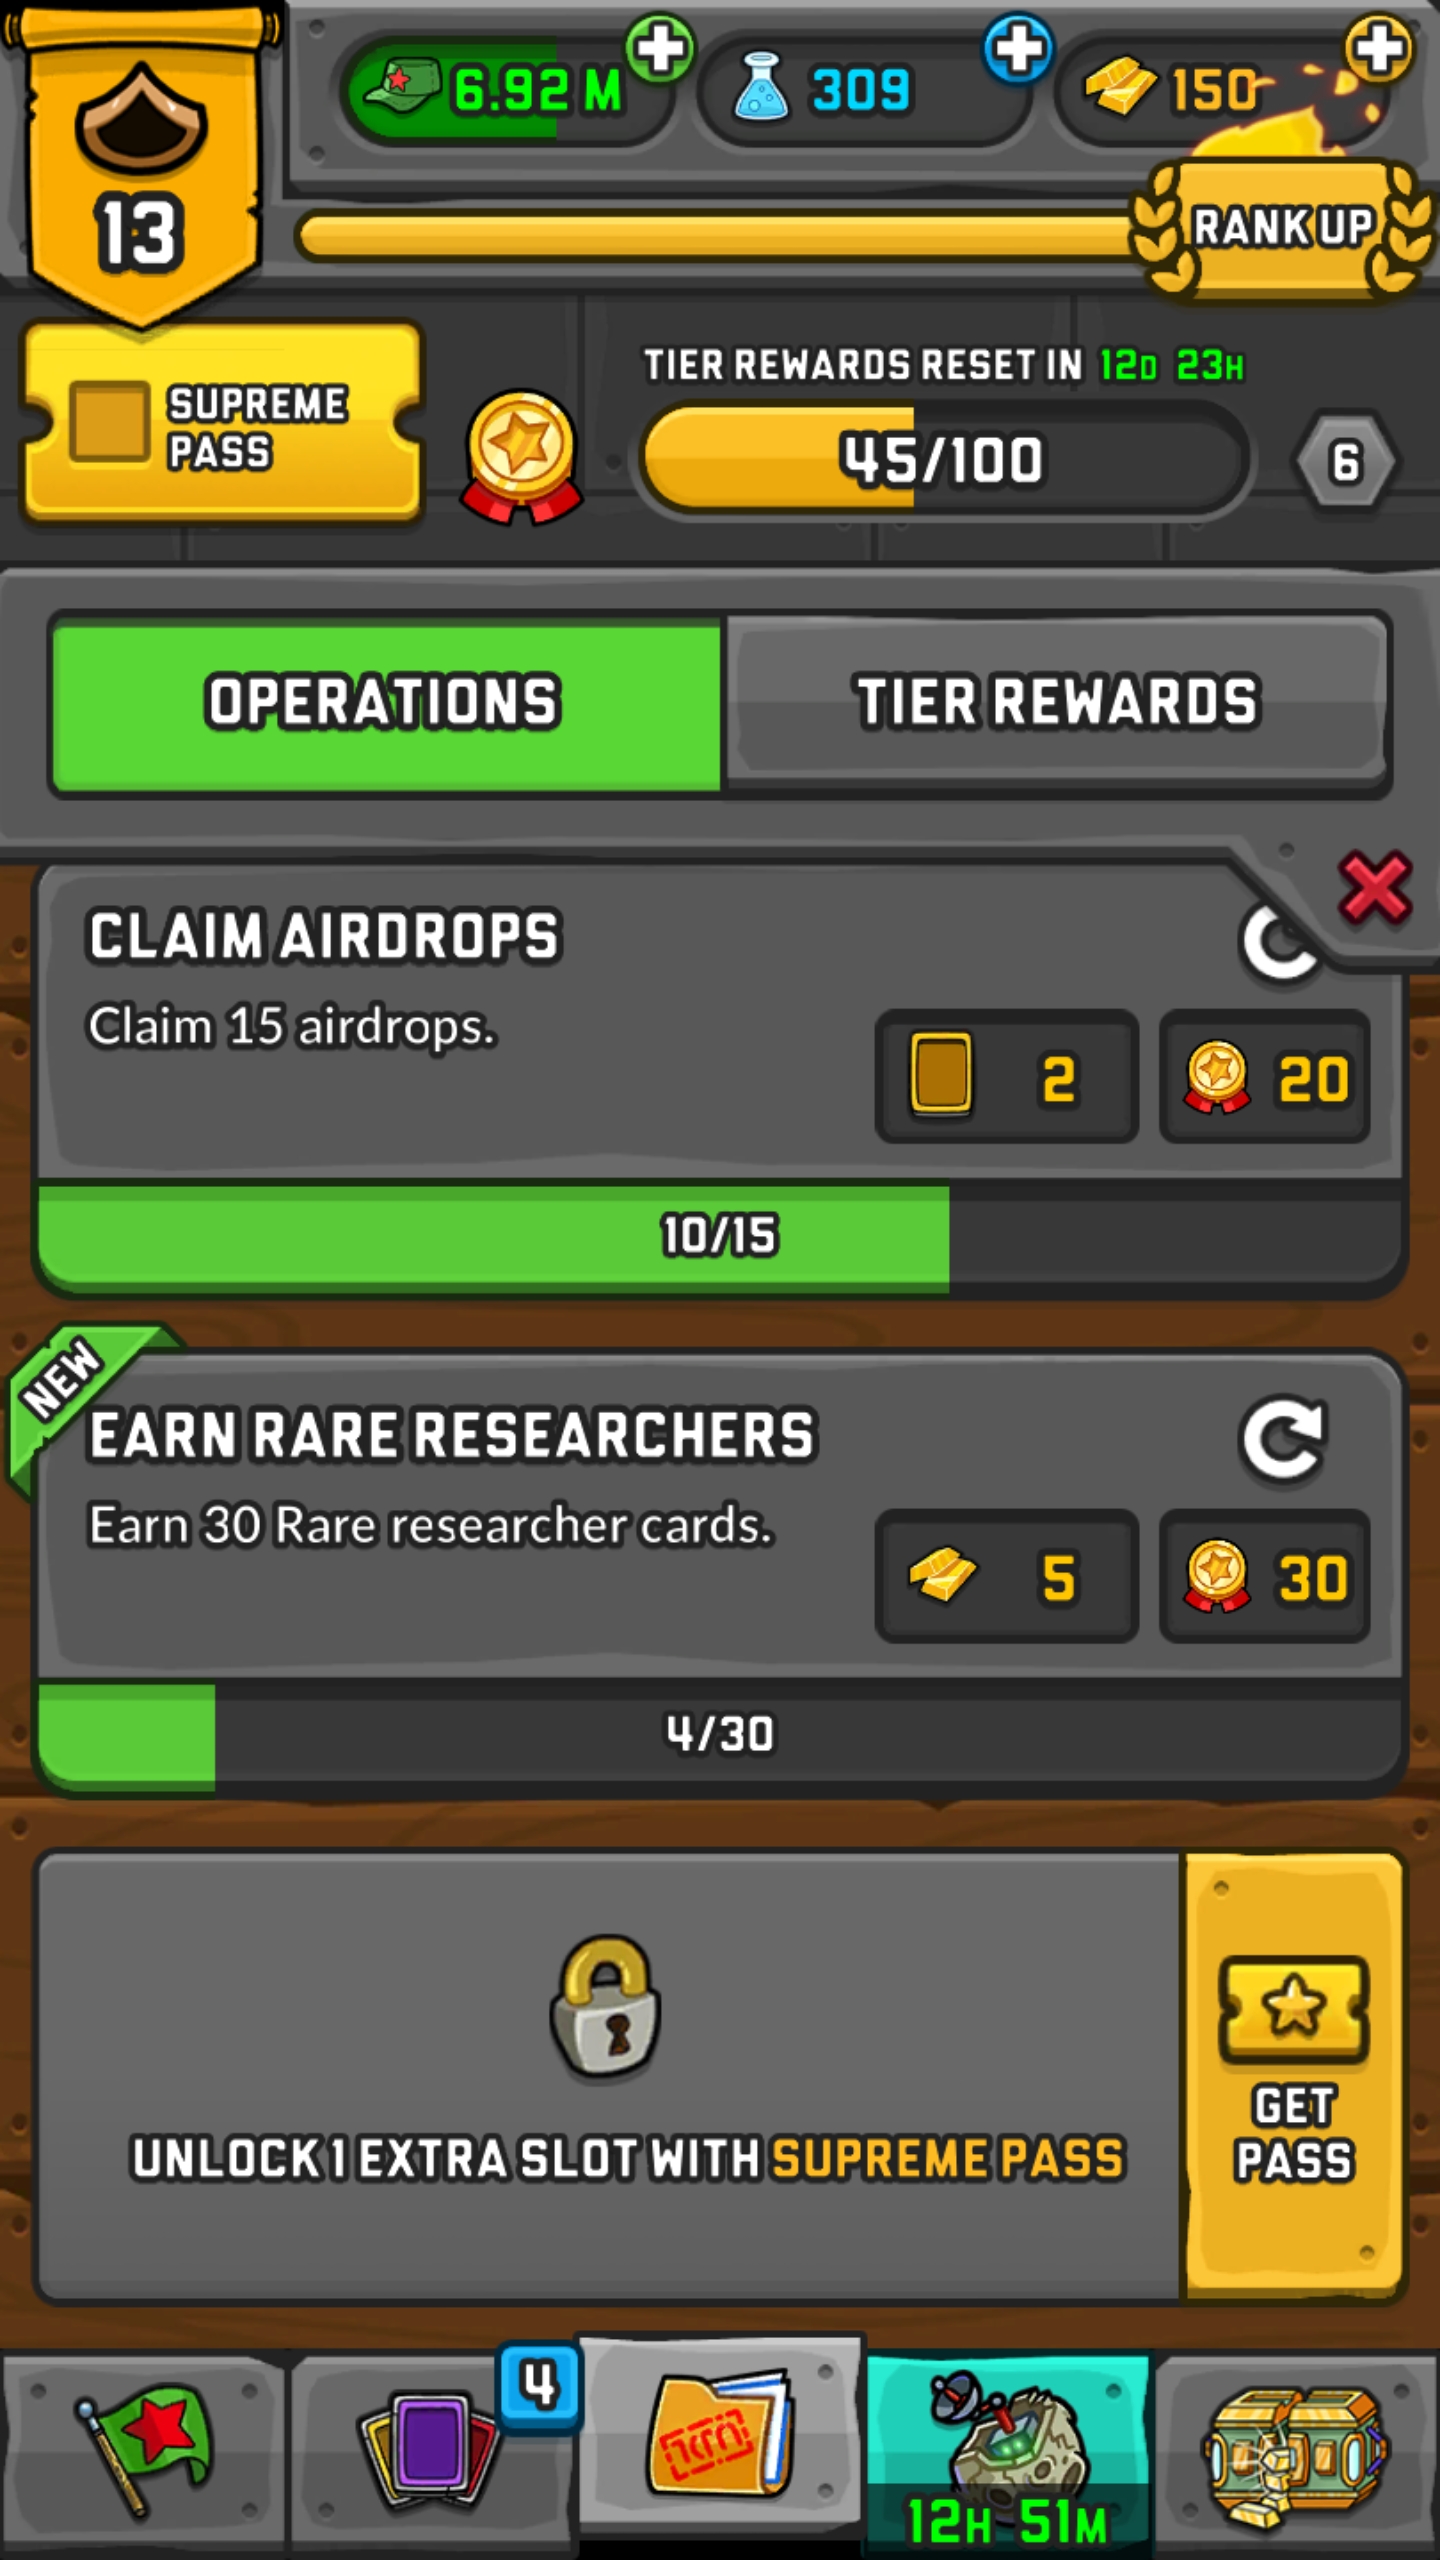 6.92 M
309
150
13
RANK UP
SUPREME
PASS
TIER REWARDS RESET IN 12D 23H
45/100
6
OPERATIONS
TIER REWARDS
CLAIM AIRDROPS
Claim 15 airdrops.
2
20
10/15
NEW
EARN RARE RESEARCHERS
Earn 30 Rare researcher cards.
5
30
4/30
UNLOCK 1 EXTRA SLOT WITH SUPREME PASS
GET
PASS
4
12H 51M